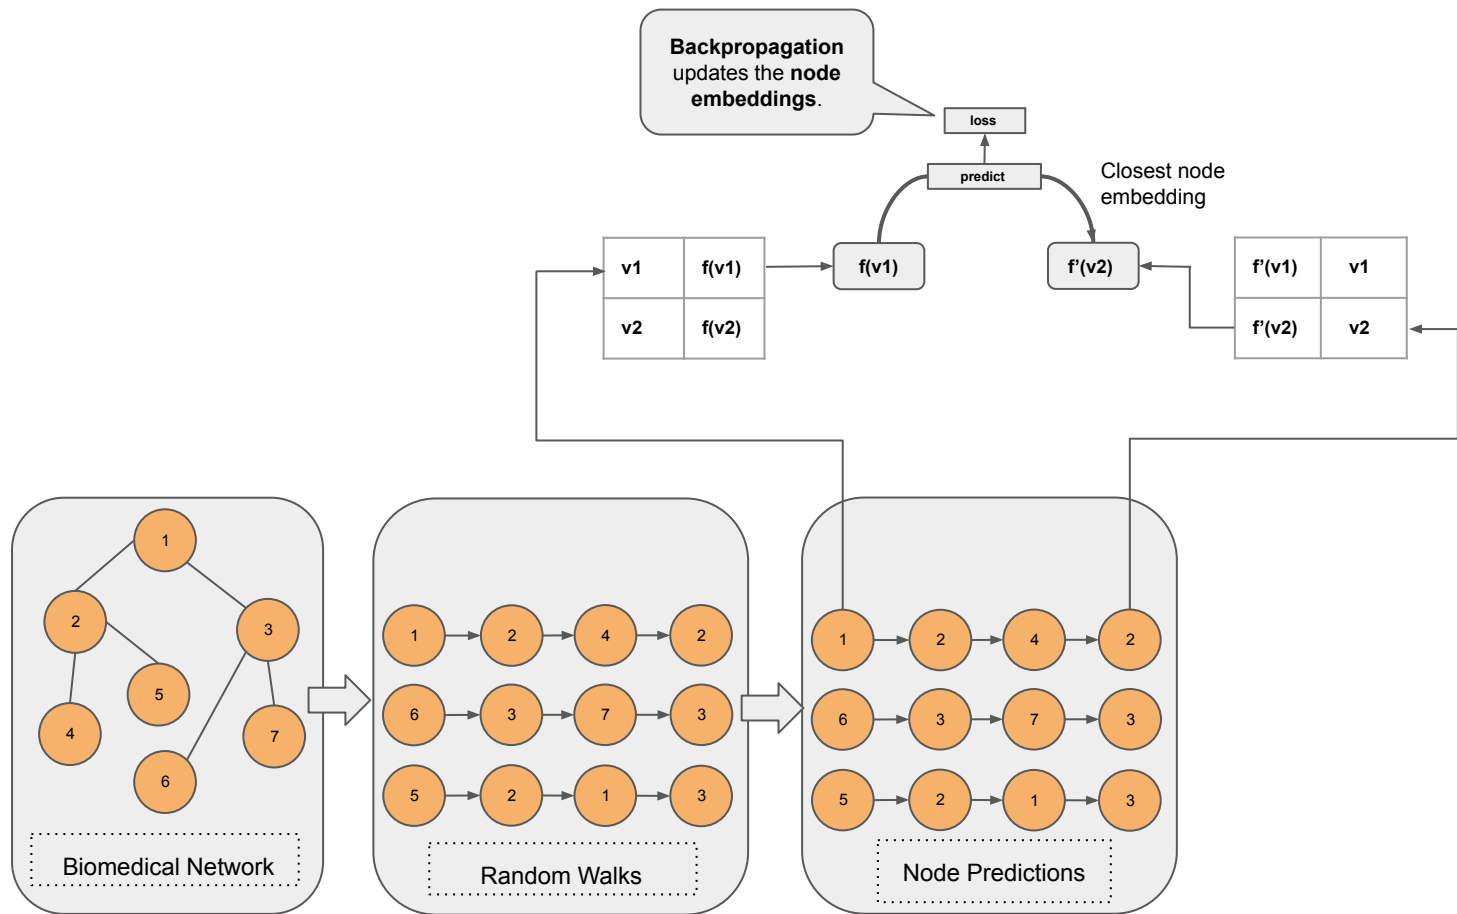 Backpropagation
updates the node
embeddings.
loss
predict
Closest node
embedding
v1 f(v1)
v2 f(v2)
f(v1)
f'(v2)
f'(v1) v1
f'(v2) v2
1
2
3
5
4
7
6
Biomedical Network
1 2 4 2
6 3 7 3
5 2 1 3
Random Walks
1 2 4 2
6 3 7 3
5 2 1 3
Node Predictions